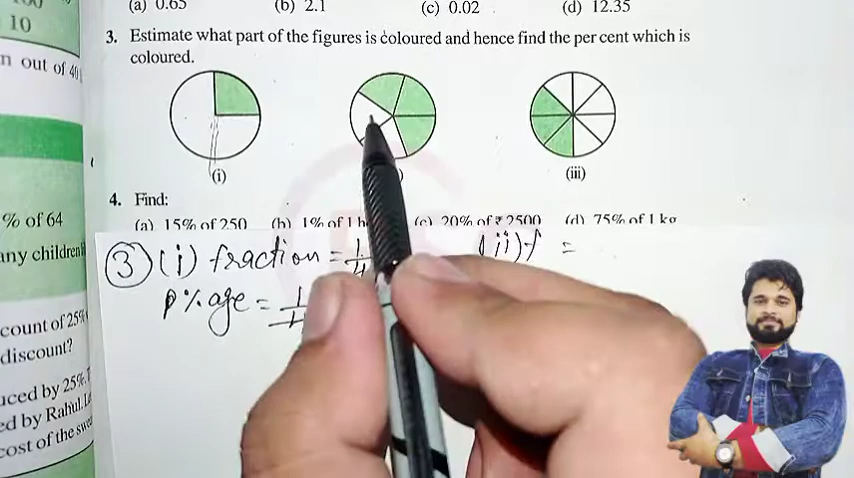 10
(a) 0.65 (b) 2.1 (c) 0.02 (d) 12.35
n out of 40
3. Estimate what part of the figures is coloured and hence find the per cent which is
coloured.
(i) (iii)
% of 64
any children
4. Find:
(a) 15% of 250 (b) 1% of 1 h (c) 20% of ₹ 2500 (d) 75% of 1 kg
3 (i) fraction = 1/4 (ii) f =
P%age = 1/4
count of 25%
discount?
uced by 25%.
ed by Rahul.
cost of the